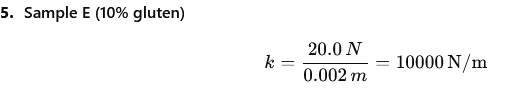 5. Sample E (10% gluten)
k = 20.0 N / 0.002 m = 10000 N/m